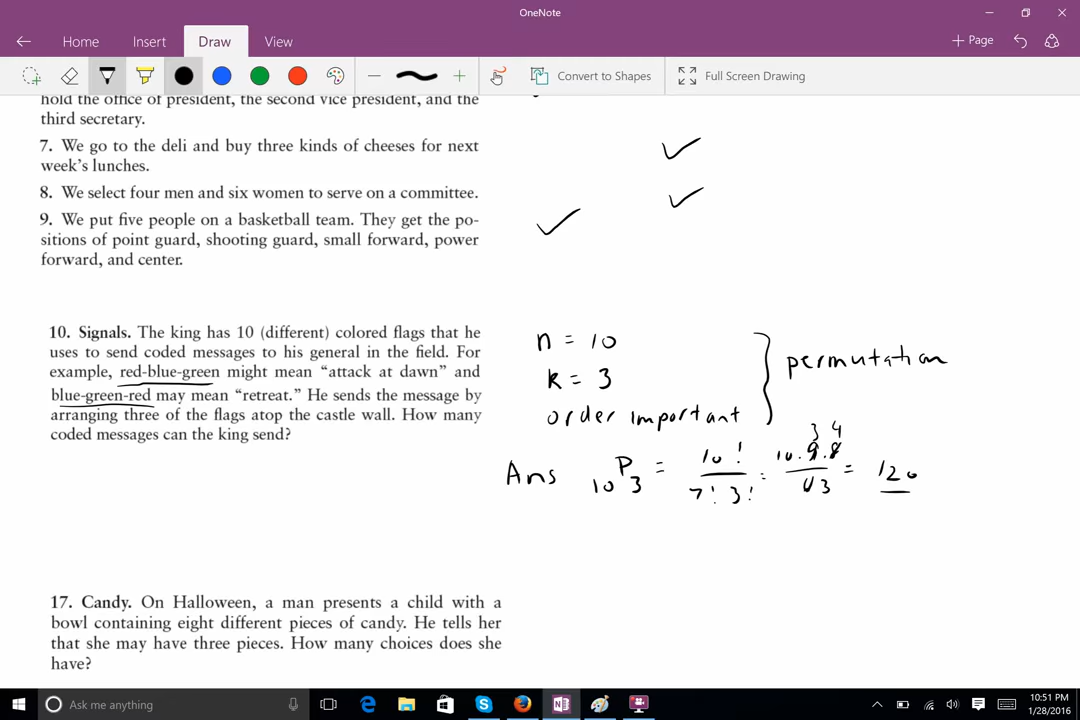 OneNote
Home Insert Draw View + Page
Convert to Shapes Full Screen Drawing
hold the office of president, the second vice president, and the
third secretary.
7. We go to the deli and buy three kinds of cheeses for next
week's lunches.
8. We select four men and six women to serve on a committee.
9. We put five people on a basketball team. They get the po-
sitions of point guard, shooting guard, small forward, power
forward, and center.
10. Signals. The king has 10 (different) colored flags that he
uses to send coded messages to his general in the field. For
example, red-blue-green might mean "attack at dawn" and
blue-green-red may mean "retreat." He sends the message by
arranging three of the flags atop the castle wall. How many
coded messages can the king send?
n = 10
k = 3
order important
permutation
Ans 10P3 = 10!/7!3! = 10.9.8/3 = 120
3 4
17. Candy. On Halloween, a man presents a child with a
bowl containing eight different pieces of candy. He tells her
that she may have three pieces. How many choices does she
have?
Ask me anything
10:51 PM
1/28/2016